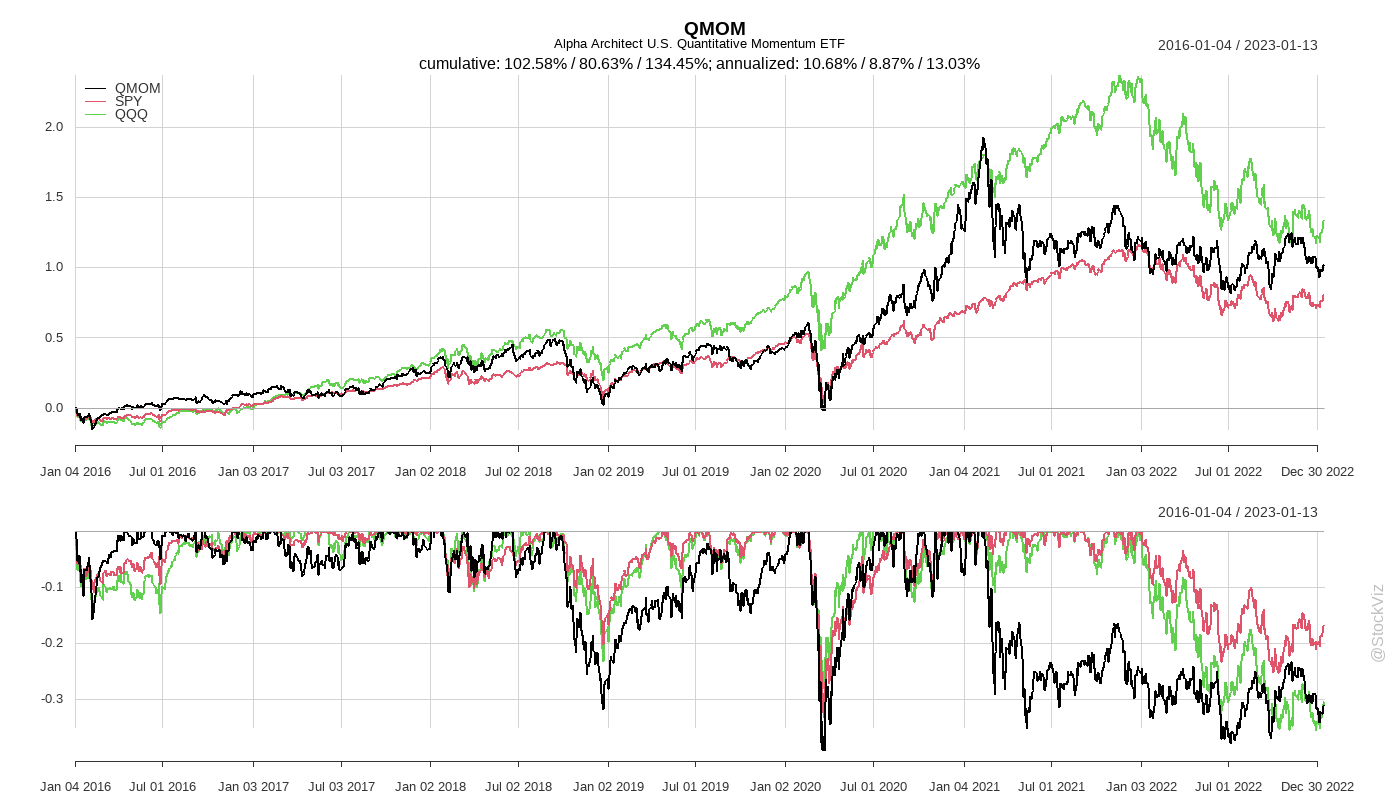 QMOM
Alpha Architect U.S. Quantitative Momentum ETF
2016-01-04 / 2023-01-13
cumulative: 102.58% / 80.63% / 134.45%; annualized: 10.68% / 8.87% / 13.03%
QMOM
SPY
QQQ
2.0
1.5
1.0
0.5
0.0
Jan 04 2016 Jul 01 2016 Jan 03 2017 Jul 03 2017 Jan 02 2018 Jul 02 2018 Jan 02 2019 Jul 01 2019 Jan 02 2020 Jul 01 2020 Jan 04 2021 Jul 01 2021 Jan 03 2022 Jul 01 2022 Dec 30 2022
2016-01-04 / 2023-01-13
-0.1
-0.2
-0.3
Jan 04 2016 Jul 01 2016 Jan 03 2017 Jul 03 2017 Jan 02 2018 Jul 02 2018 Jan 02 2019 Jul 01 2019 Jan 02 2020 Jul 01 2020 Jan 04 2021 Jul 01 2021 Jan 03 2022 Jul 01 2022 Dec 30 2022
@StockViz